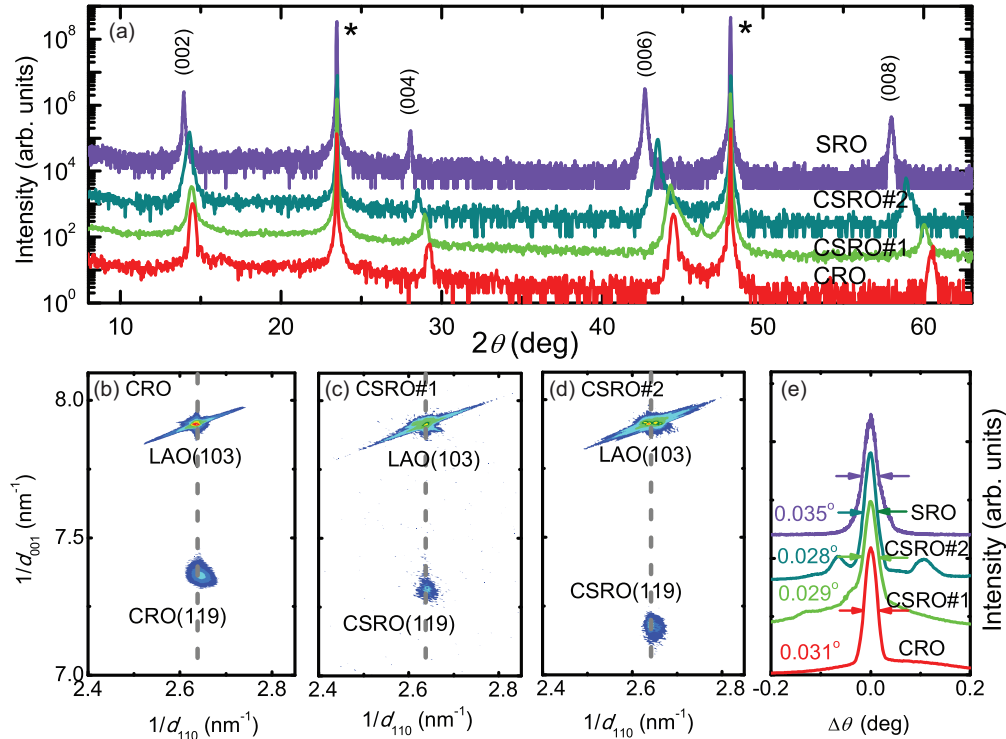 (a)
Intensity (arb. units)
10⁸
10⁶
10⁴
10²
10⁰
(002)
*
(004)
(006)
*
(008)
SRO
CSRO#2
CSRO#1
CRO
10 20 30 40 50 60
2θ (deg)
(b) CRO
LAO(103)
CRO(119)
1/d₀₀₁ (nm⁻¹)
8.0
7.5
7.0
2.4 2.6 2.8
1/d₁₁₀ (nm⁻¹)
(c) CSRO#1
LAO(103)
CSRO(119)
2.4 2.6 2.8
1/d₁₁₀ (nm⁻¹)
(d) CSRO#2
LAO(103)
CSRO(119)
2.4 2.6 2.8
1/d₁₁₀ (nm⁻¹)
(e)
0.035° SRO
0.028° CSRO#2
0.029° CSRO#1
0.031° CRO
-0.2 0.0 0.2
Δθ (deg)
Intensity (arb. units)